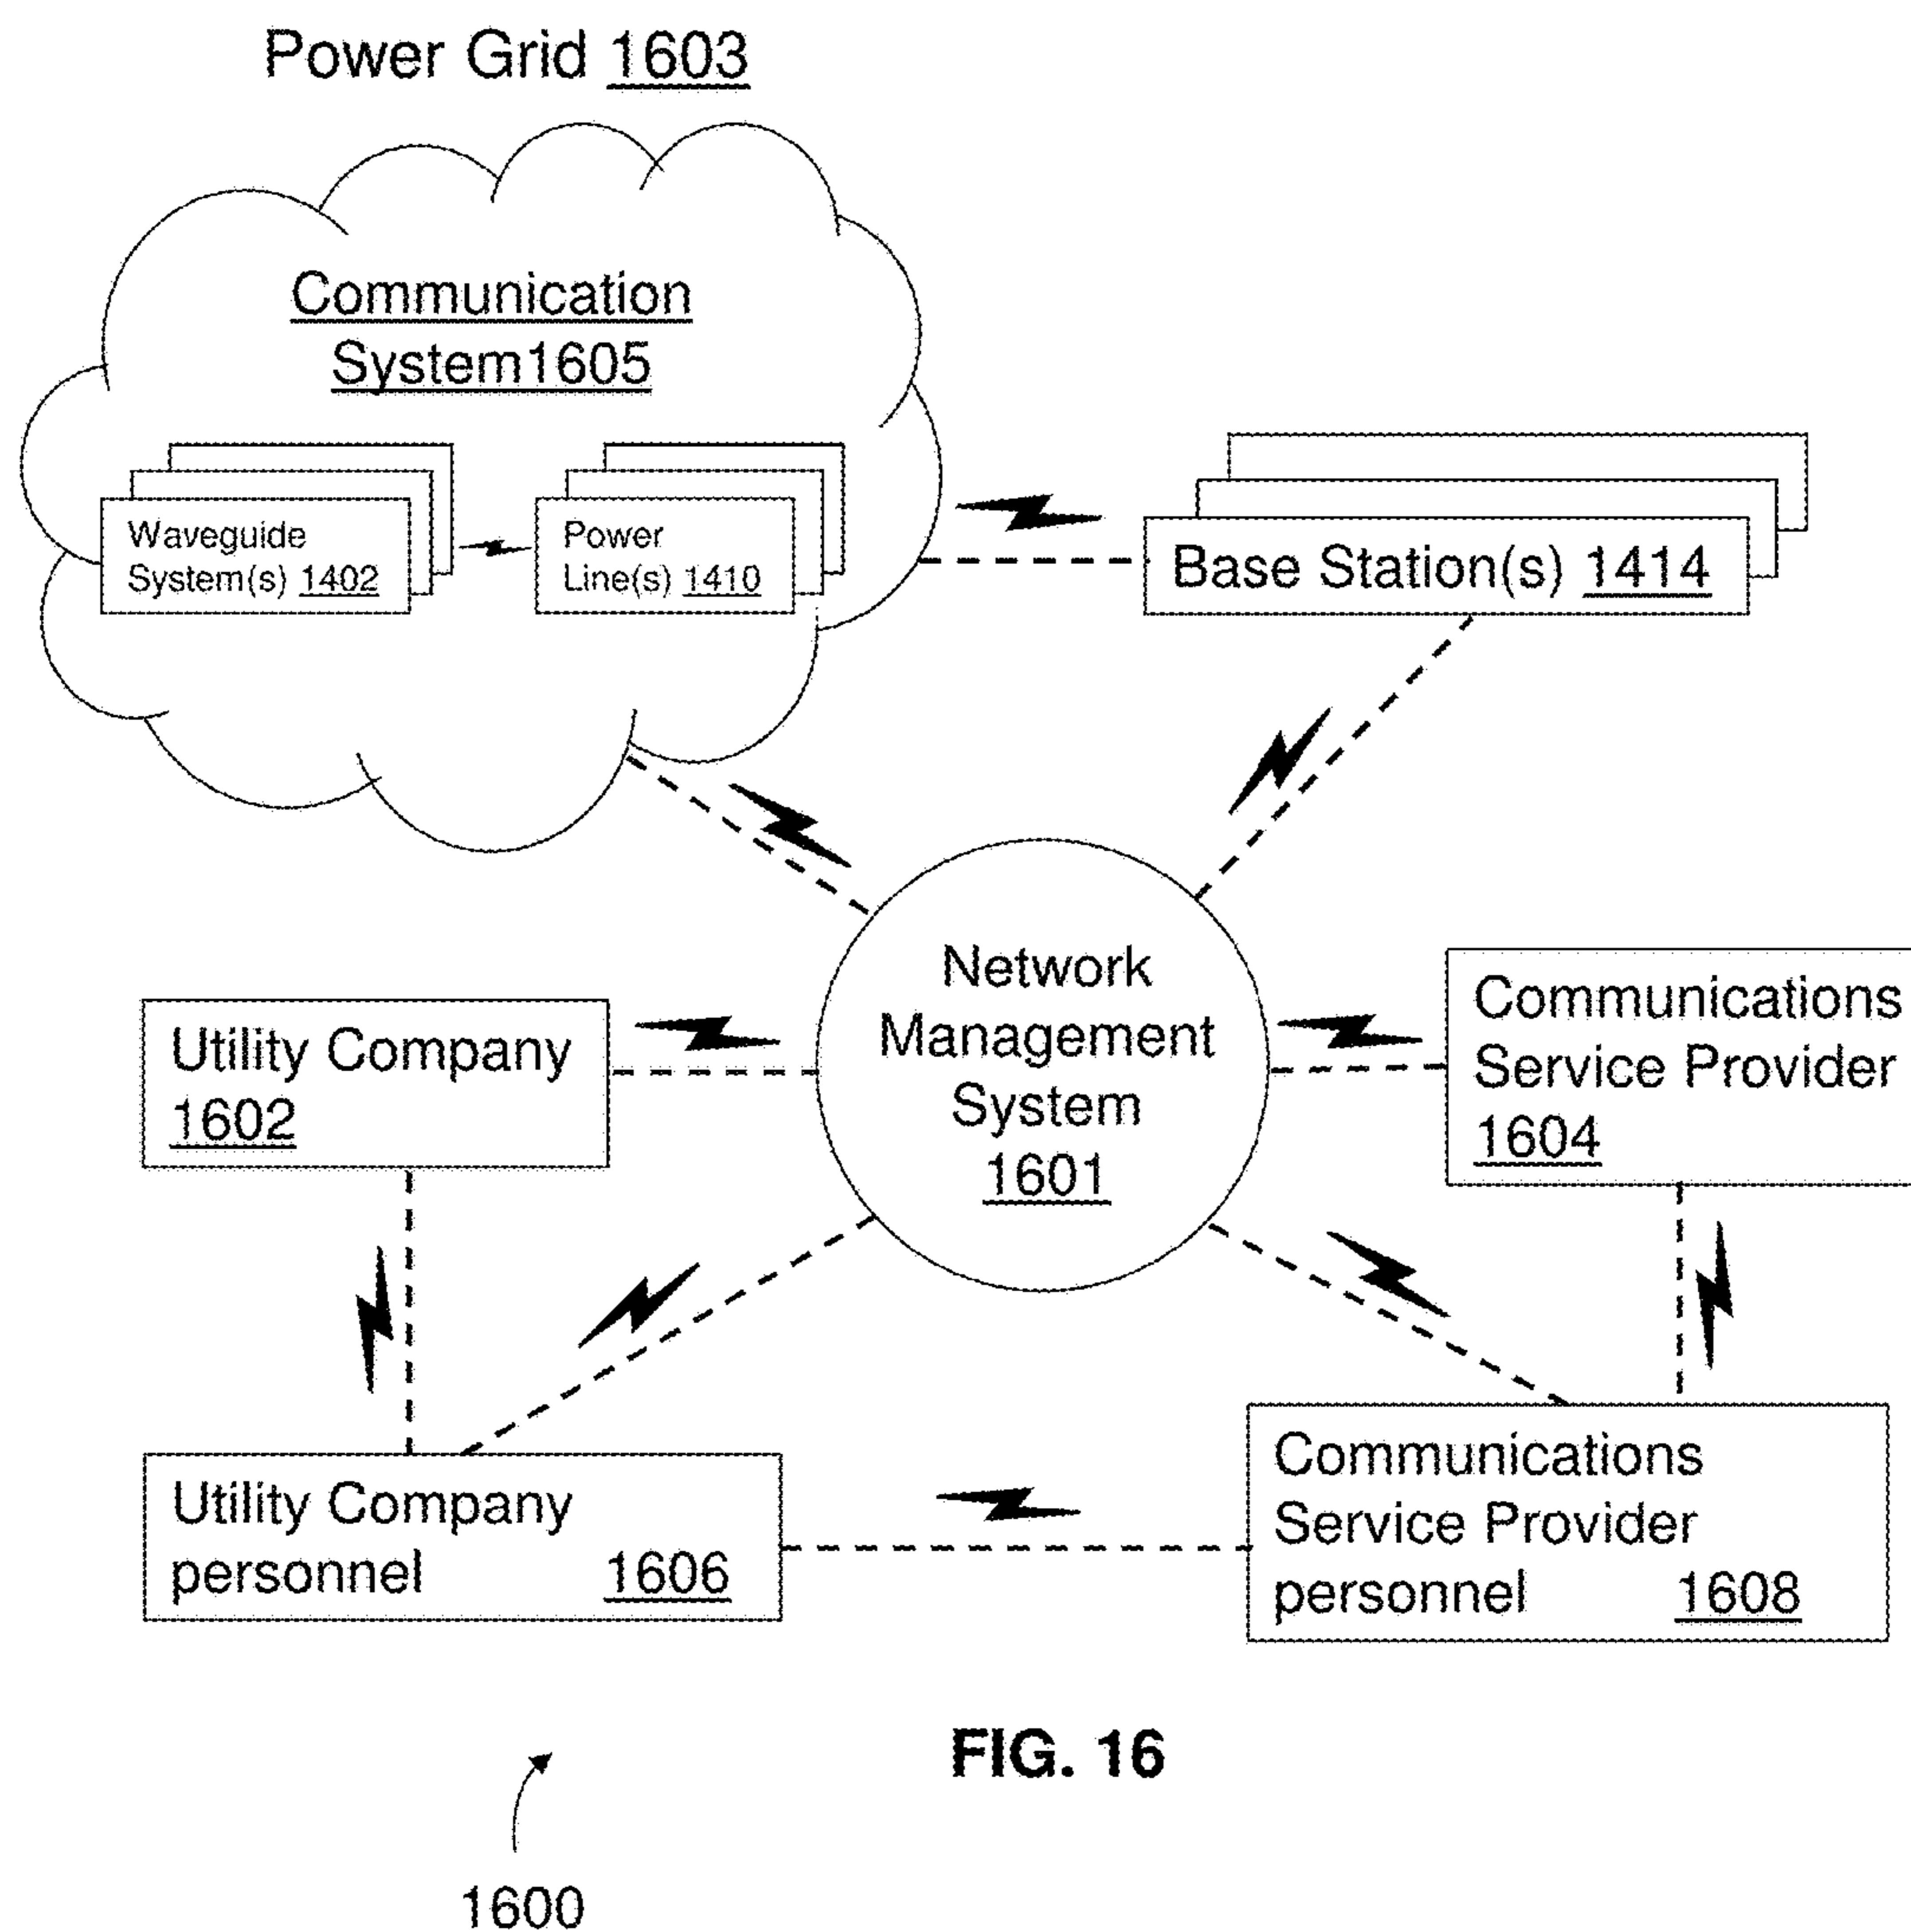 Power Grid 1603
Communication
System1605
Waveguide
System(s) 1402
Power
Line(s) 1410
Base Station(s) 1414
Network
Management
System
1601
Utility Company
1602
Communications
Service Provider
1604
Utility Company
personnel 1606
Communications
Service Provider
personnel 1608
FIG. 16
1600